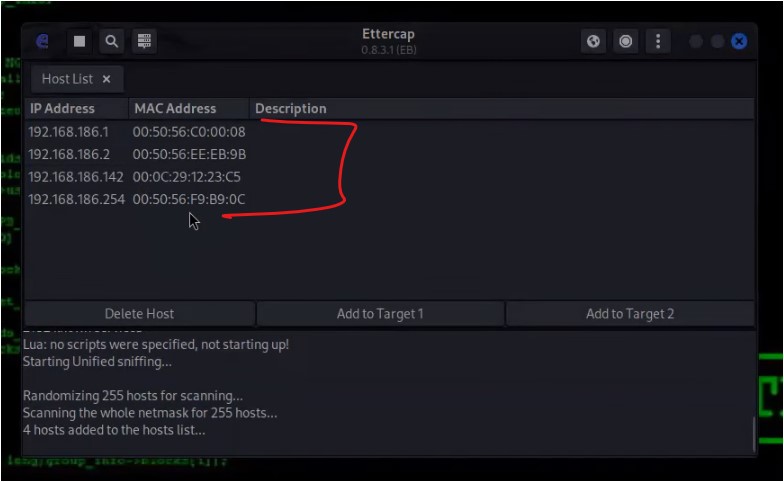 Ettercap
0.8.3.1 (EB)
Host List ×
IP Address MAC Address Description
192.168.186.1 00:50:56:C0:00:08
192.168.186.2 00:50:56:EE:EB:9B
192.168.186.142 00:0C:29:12:23:C5
192.168.186.254 00:50:56:F9:B9:0C
Delete Host Add to Target 1 Add to Target 2
Lua: no scripts were specified, not starting up!
Starting Unified sniffing...
Randomizing 255 hosts for scanning...
Scanning the whole netmask for 255 hosts...
4 hosts added to the hosts list...